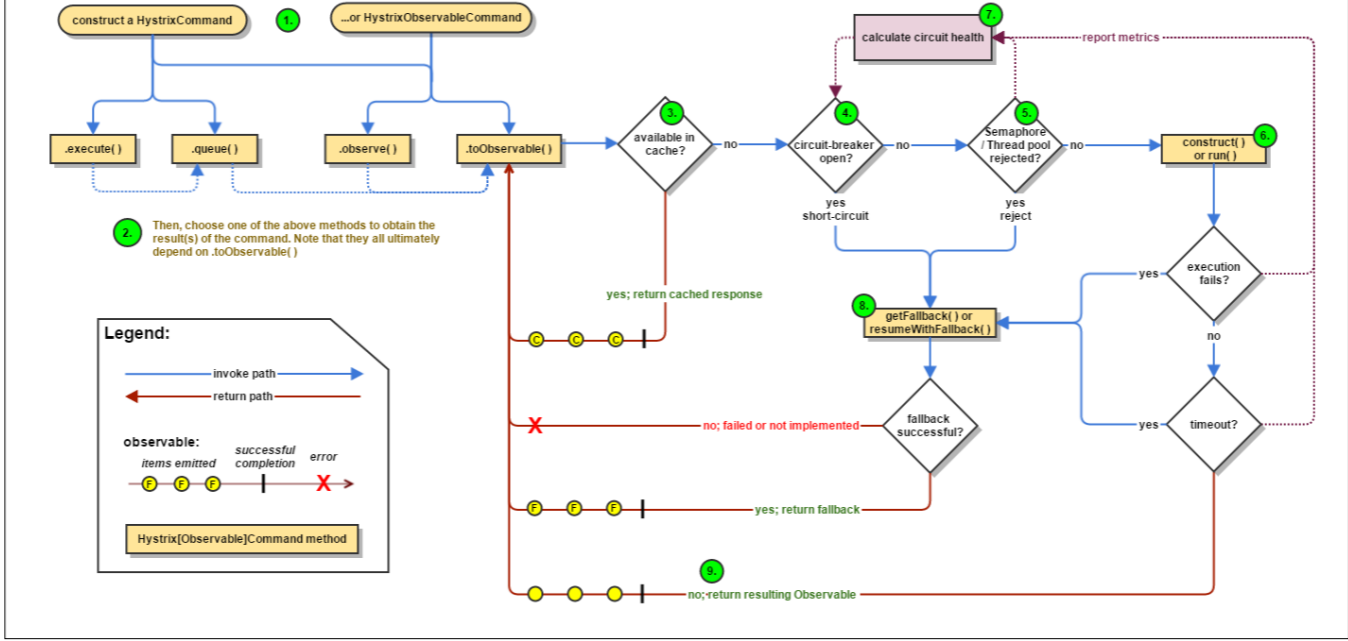 construct a HystrixCommand
1.
...or HystrixObservableCommand
7.
calculate circuit health
report metrics
.execute( )
.queue( )
.observe( )
.toObservable( )
3.
available in
cache?
no
4.
circuit-breaker
open?
no
5.
Semaphore
/ Thread pool
rejected?
no
6.
construct( )
or run( )
yes
short-circuit
yes
reject
2.
Then, choose one of the above methods to obtain the
result(s) of the command. Note that they all ultimately
depend on .toObservable( )
yes
execution
fails?
yes; return cached response
C C C
8.
getFallback( ) or
resumeWithFallback( )
no
Legend:
invoke path
return path
observable:
items emitted
successful
completion
error
F F F X
Hystrix[Observable]Command method
X
no; failed or not implemented
fallback
successful?
yes
timeout?
F F F
yes; return fallback
9.
no; return resulting Observable